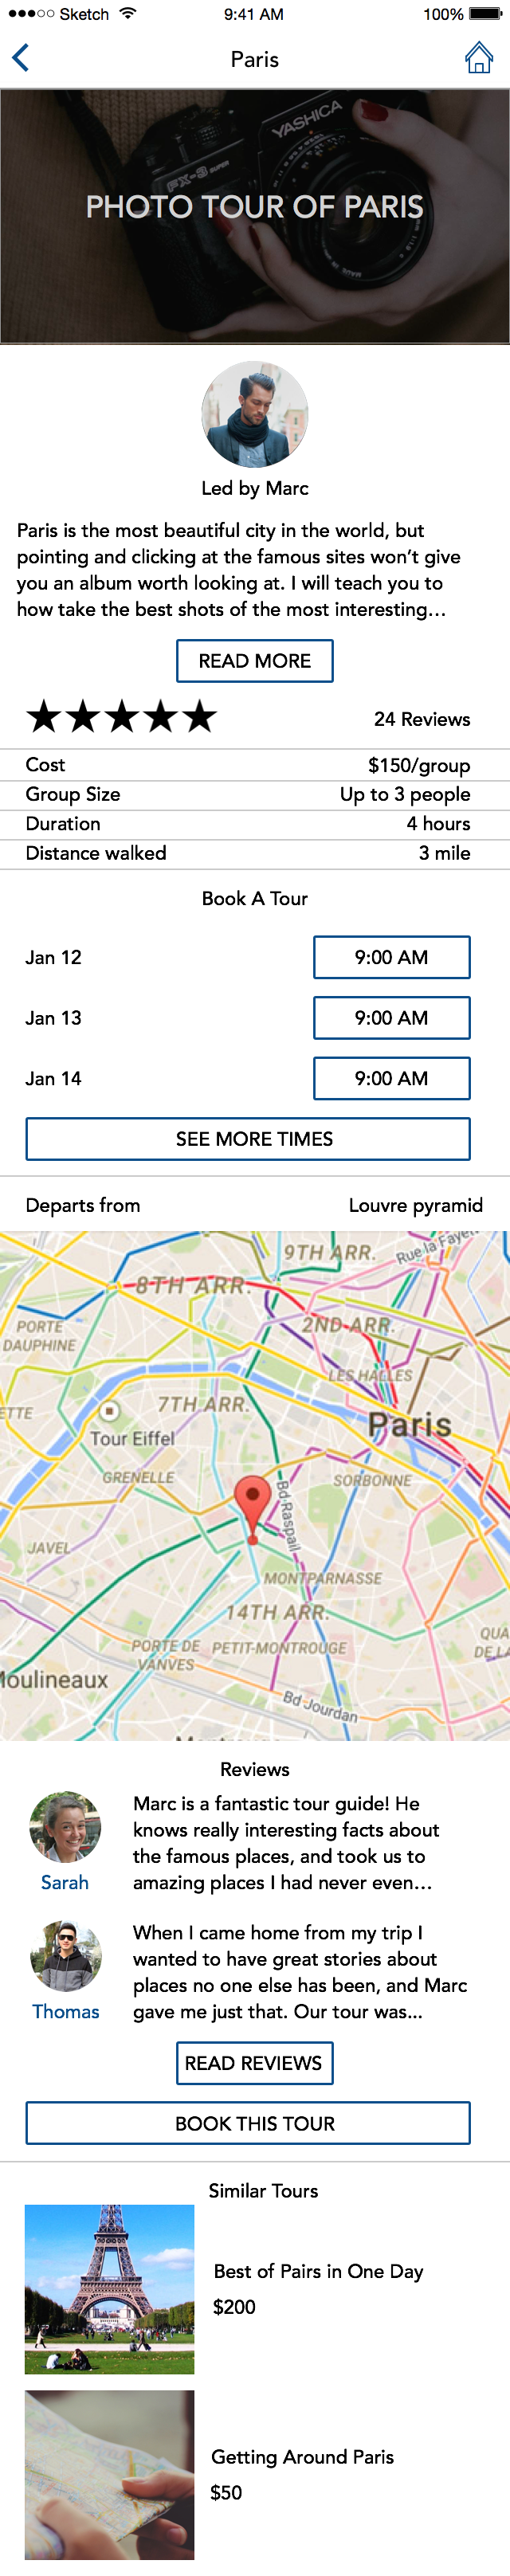 Sketch 9:41 AM 100%
Paris
YASHICA
FX-3 SUPER
PHOTO TOUR OF PARIS
Led by Marc
Paris is the most beautiful city in the world, but
pointing and clicking at the famous sites won't give
you an album worth looking at. I will teach you to
how take the best shots of the most interesting...
READ MORE
24 Reviews
Cost $150/group
Group Size Up to 3 people
Duration 4 hours
Distance walked 3 mile
Book A Tour
Jan 12 9:00 AM
Jan 13 9:00 AM
Jan 14 9:00 AM
SEE MORE TIMES
Departs from Louvre pyramid
9TH ARR.
Rue la Fayett
8TH ARR.
PORTE
DAUPHINE
2ND ARR.
LES HALLES
7TH ARR.
ETTE
Paris
Tour Eiffel
GRENELLE
SORBONNE
Bd Raspail
JAVEL
MONTPARNASSE
14TH ARR.
PORTE DE
VANVES
PETIT-MONTROUGE
QUA
DE LA
Moulineaux
Bd Jourdan
Reviews
Marc is a fantastic tour guide! He
knows really interesting facts about
the famous places, and took us to
amazing places I had never even...
Sarah
When I came home from my trip I
wanted to have great stories about
places no one else has been, and Marc
gave me just that. Our tour was...
Thomas
READ REVIEWS
BOOK THIS TOUR
Similar Tours
Best of Pairs in One Day
$200
Getting Around Paris
$50